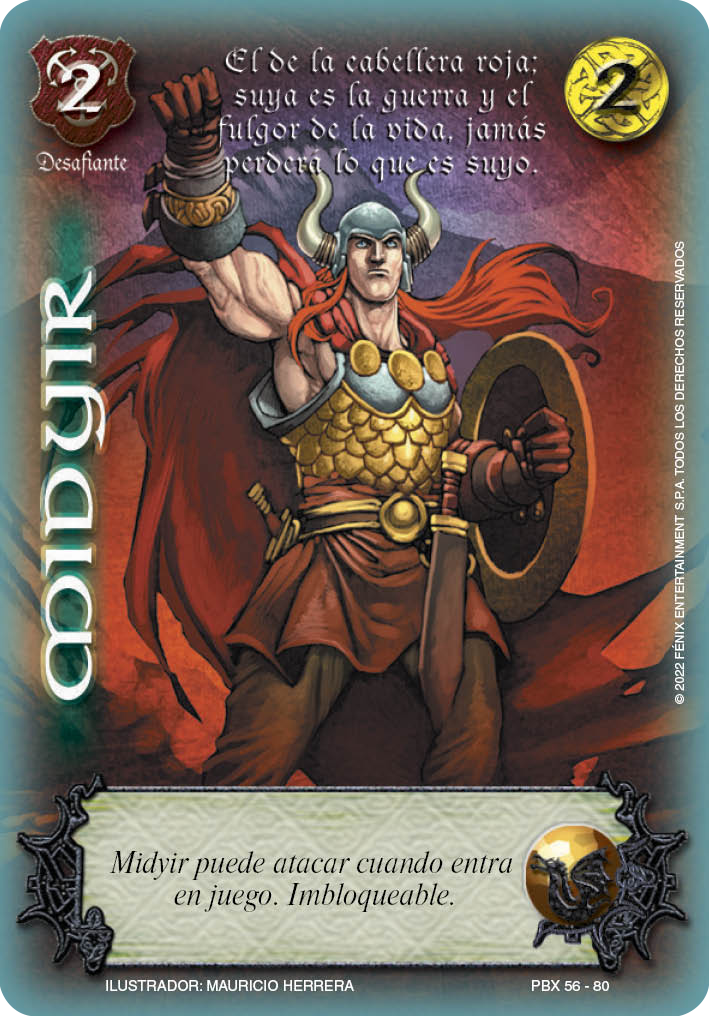 2
Desafiante
El de la cabellera roja;
suya es la guerra y el
fulgor de la vida, jamás
perderá lo que es suyo.
2
MIDYIR
© 2022 FÉNIX ENTERTAINMENT S.P.A. TODOS LOS DERECHOS RESERVADOS
Midyir puede atacar cuando entra
en juego. Imbloqueable.
ILUSTRADOR: MAURICIO HERRERA
PBX 56 - 80